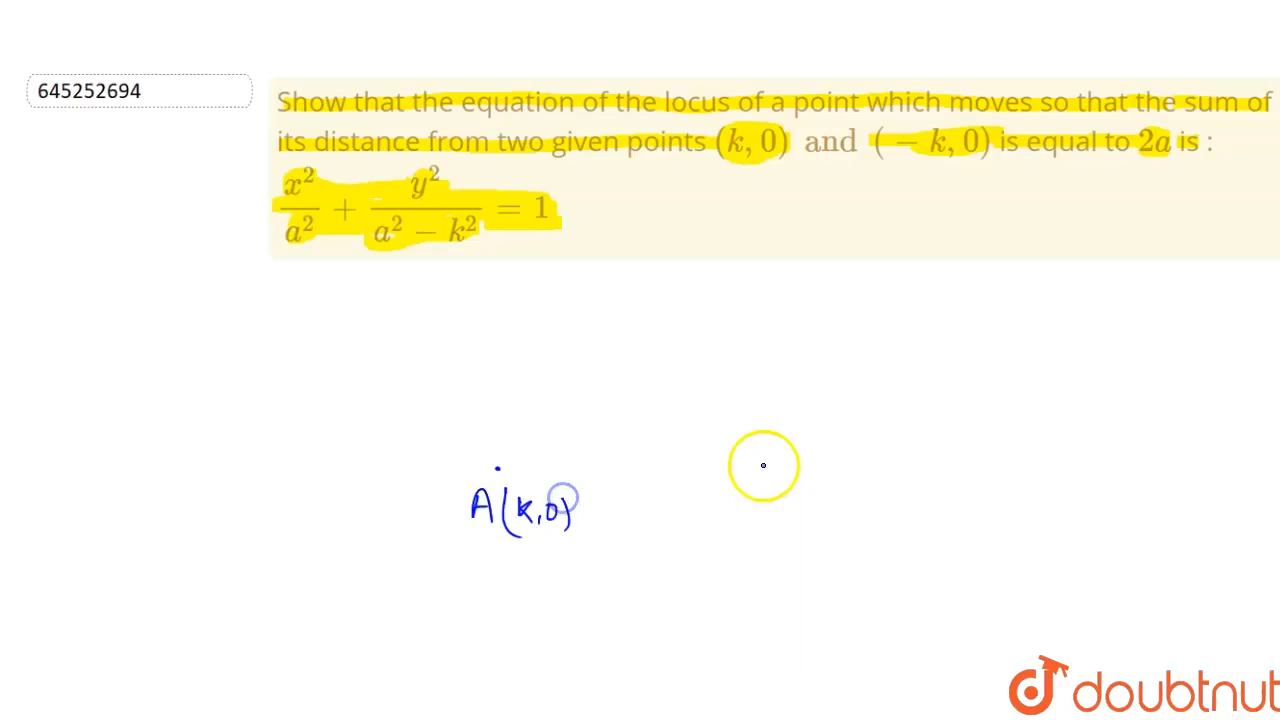 645252694
Show that the equation of the locus of a point which moves so that the sum of
its distance from two given points (k, 0) and (−k, 0) is equal to 2a is :
x²/a² + y²/(a² − k²) = 1
A(k,0)
doubtnut